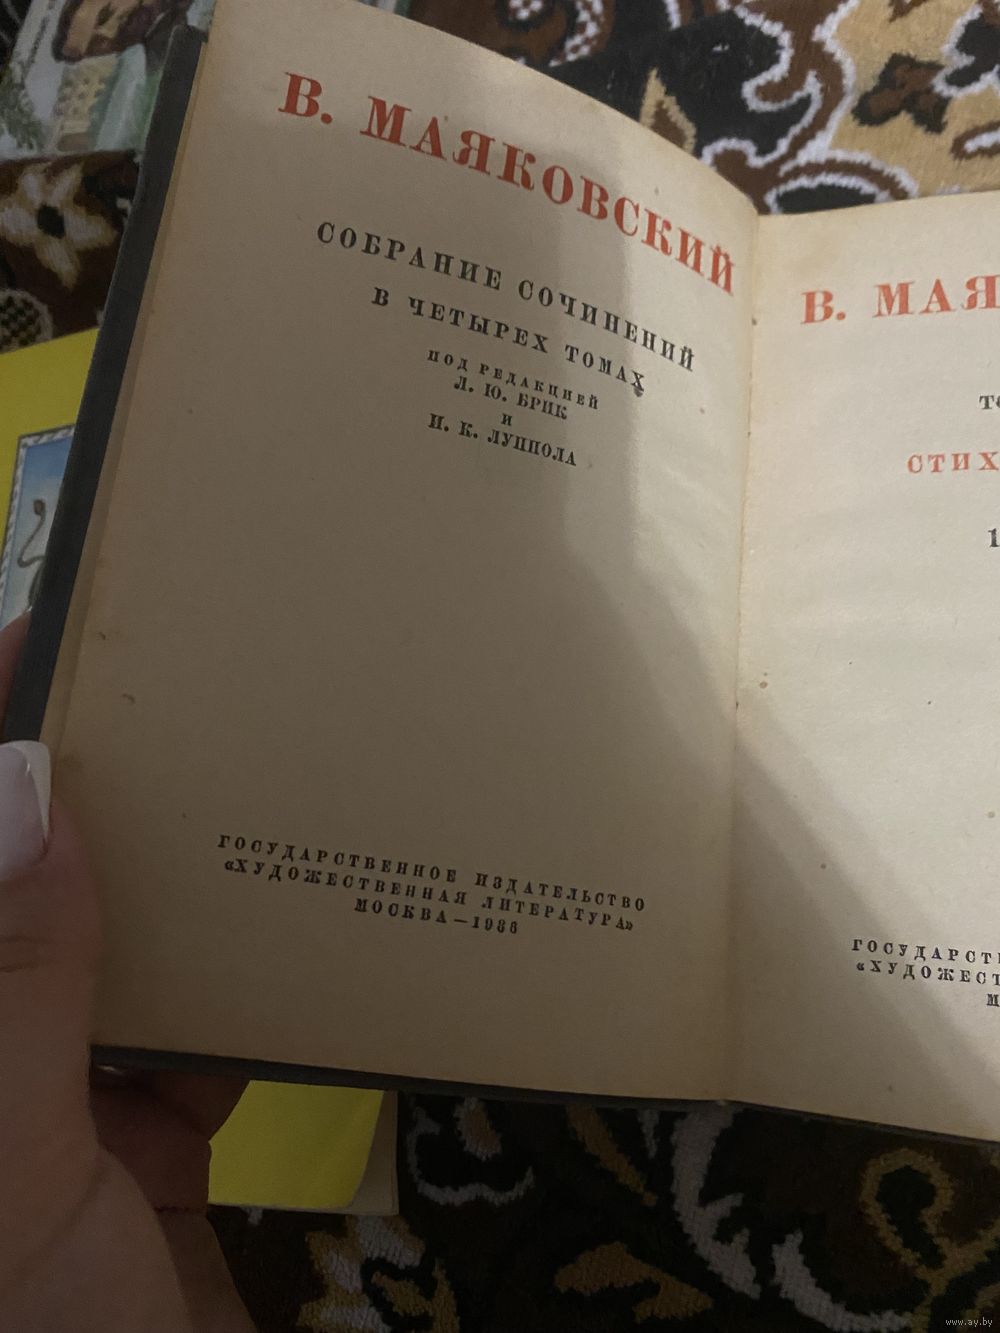 В. МАЯКОВСКИЙ
СОБРАНИЕ СОЧИНЕНИЙ
В ЧЕТЫРЕХ ТОМАХ
ПОД РЕДАКЦИЕЙ
Л. Ю. БРИК
И
И. К. ЛУППОЛА
ГОСУДАРСТВЕННОЕ ИЗДАТЕЛЬСТВО
«ХУДОЖЕСТВЕННАЯ ЛИТЕРАТУРА»
МОСКВА — 1936
В. МАЯ
ТО
СТИХ
1
ГОСУДАРСТ
«ХУДОЖЕСТ
М
www.ay.by